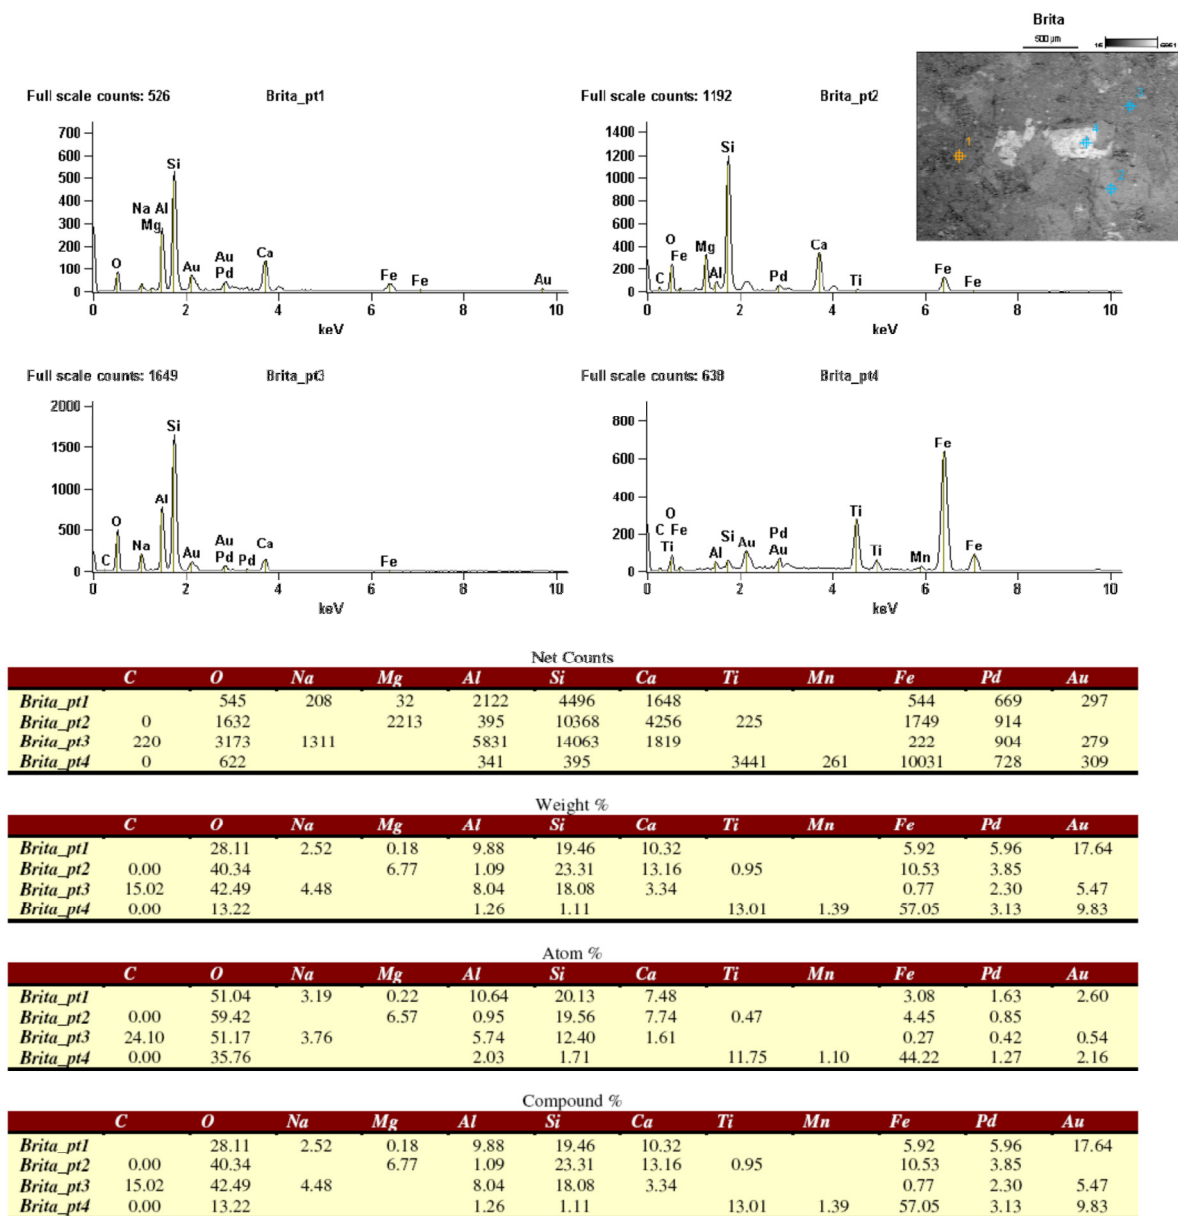 Brita
500 µm
Full scale counts: 526 Brita_pt1
700
600
500
400
300
200
100
0
Si
Na Al
Mg
O
Au
Au
Pd
Ca
Fe
Fe
Au
0 2 4 6 8 10
keV
Full scale counts: 1192 Brita_pt2
1400
1200
1000
800
600
400
200
0
Si
O
Fe
C
Mg
Al
Pd
Ca
Ti
Fe
Fe
0 2 4 6 8 10
keV
1
4
Full scale counts: 1649 Brita_pt3
2000
1500
1000
500
0
Si
Al
O
C
Na
Au
Au
Pd Pd
Ca
Fe
0 2 4 6 8 10
keV
Full scale counts: 638 Brita_pt4
800
600
400
200
0
O
C Fe
Ti
Al
Si
Au
Pd
Au
Ti
Ti
Mn
Fe
Fe
0 2 4 6 8 10
keV
Net Counts
C O Na Mg Al Si Ca Ti Mn Fe Pd Au
Brita_pt1 545 208 32 2122 4496 1648 544 669 297
Brita_pt2 0 1632 2213 395 10368 4256 225 1749 914
Brita_pt3 220 3173 1311 5831 14063 1819 222 904 279
Brita_pt4 0 622 341 395 3441 261 10031 728 309
Weight %
C O Na Mg Al Si Ca Ti Mn Fe Pd Au
Brita_pt1 28.11 2.52 0.18 9.88 19.46 10.32 5.92 5.96 17.64
Brita_pt2 0.00 40.34 6.77 1.09 23.31 13.16 0.95 10.53 3.85
Brita_pt3 15.02 42.49 4.48 8.04 18.08 3.34 0.77 2.30 5.47
Brita_pt4 0.00 13.22 1.26 1.11 13.01 1.39 57.05 3.13 9.83
Atom %
C O Na Mg Al Si Ca Ti Mn Fe Pd Au
Brita_pt1 51.04 3.19 0.22 10.64 20.13 7.48 3.08 1.63 2.60
Brita_pt2 0.00 59.42 6.57 0.95 19.56 7.74 0.47 4.45 0.85
Brita_pt3 24.10 51.17 3.76 5.74 12.40 1.61 0.27 0.42 0.54
Brita_pt4 0.00 35.76 2.03 1.71 11.75 1.10 44.22 1.27 2.16
Compound %
C O Na Mg Al Si Ca Ti Mn Fe Pd Au
Brita_pt1 28.11 2.52 0.18 9.88 19.46 10.32 5.92 5.96 17.64
Brita_pt2 0.00 40.34 6.77 1.09 23.31 13.16 0.95 10.53 3.85
Brita_pt3 15.02 42.49 4.48 8.04 18.08 3.34 0.77 2.30 5.47
Brita_pt4 0.00 13.22 1.26 1.11 13.01 1.39 57.05 3.13 9.83